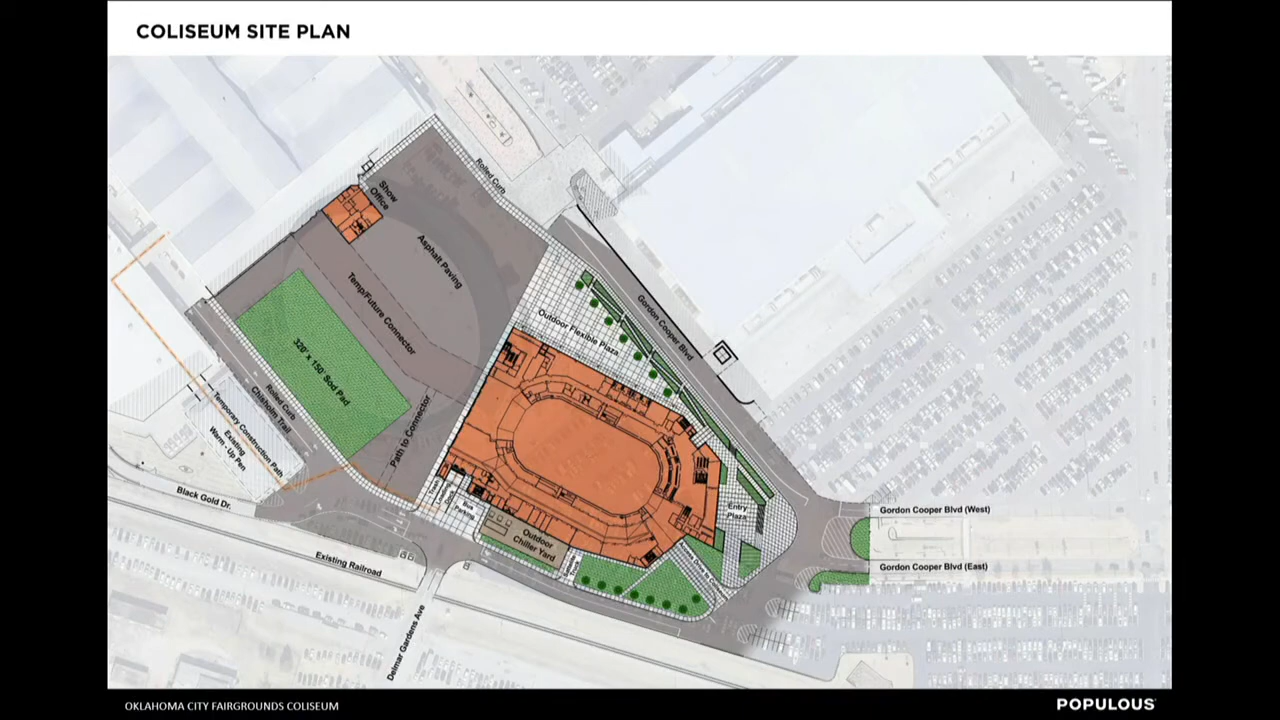 COLISEUM SITE PLAN
Rolled Curb
Show
Office
Asphalt Paving
Temp/Future Connector
Gordon Cooper Blvd
Outdoor Flexible Plaza
320' x 150' Sod Pad
Path to Connector
Rolled Curb
Chisholm Trail
Temporary Construction Path
Existing
Warm - Up Pen
Black Gold Dr.
Existing Railroad
Delmar Gardens Ave
Bus
Parking
Outdoor
Chiller Yard
Entry
Plaza
Gordon Cooper Blvd (West)
Gordon Cooper Blvd (East)
OKLAHOMA CITY FAIRGROUNDS COLISEUM
POPULOUS